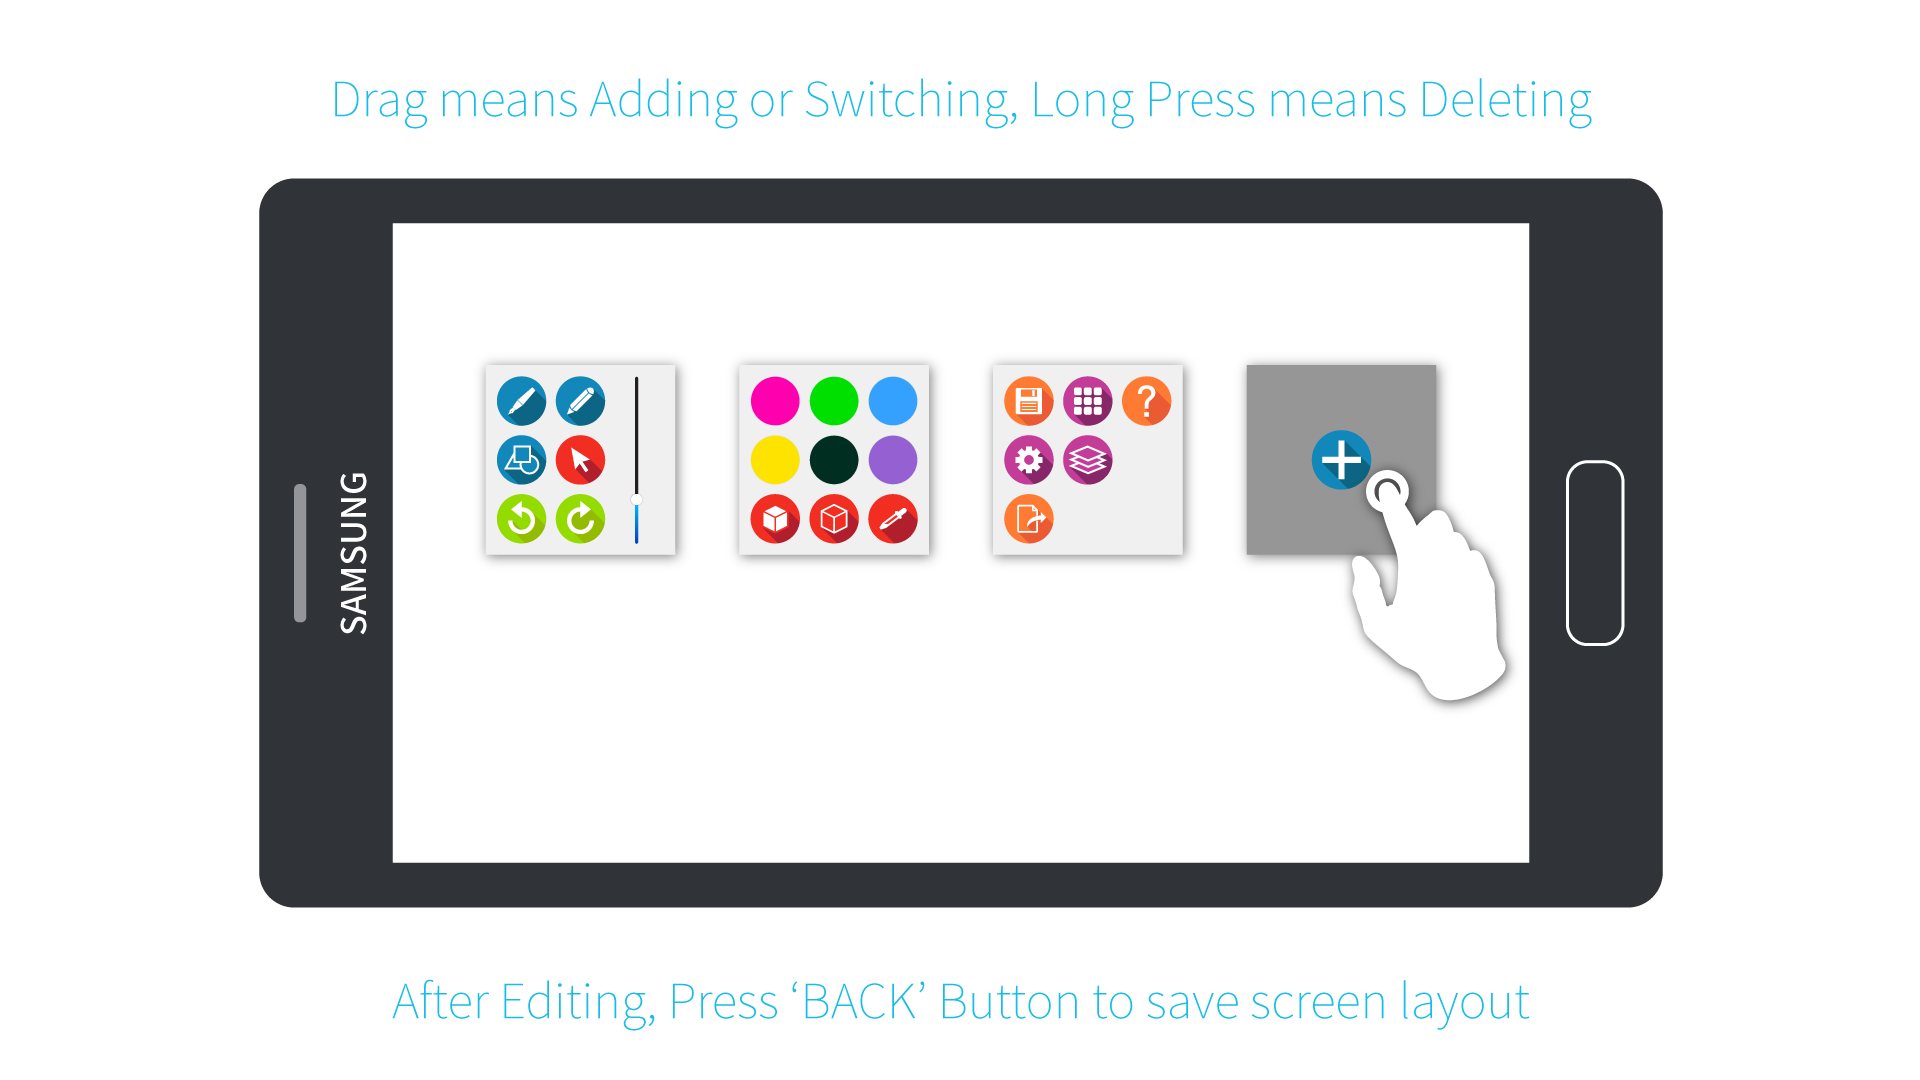 Drag means Adding or Switching, Long Press means Deleting
SAMSUNG
?
After Editing, Press ‘BACK’ Button to save screen layout